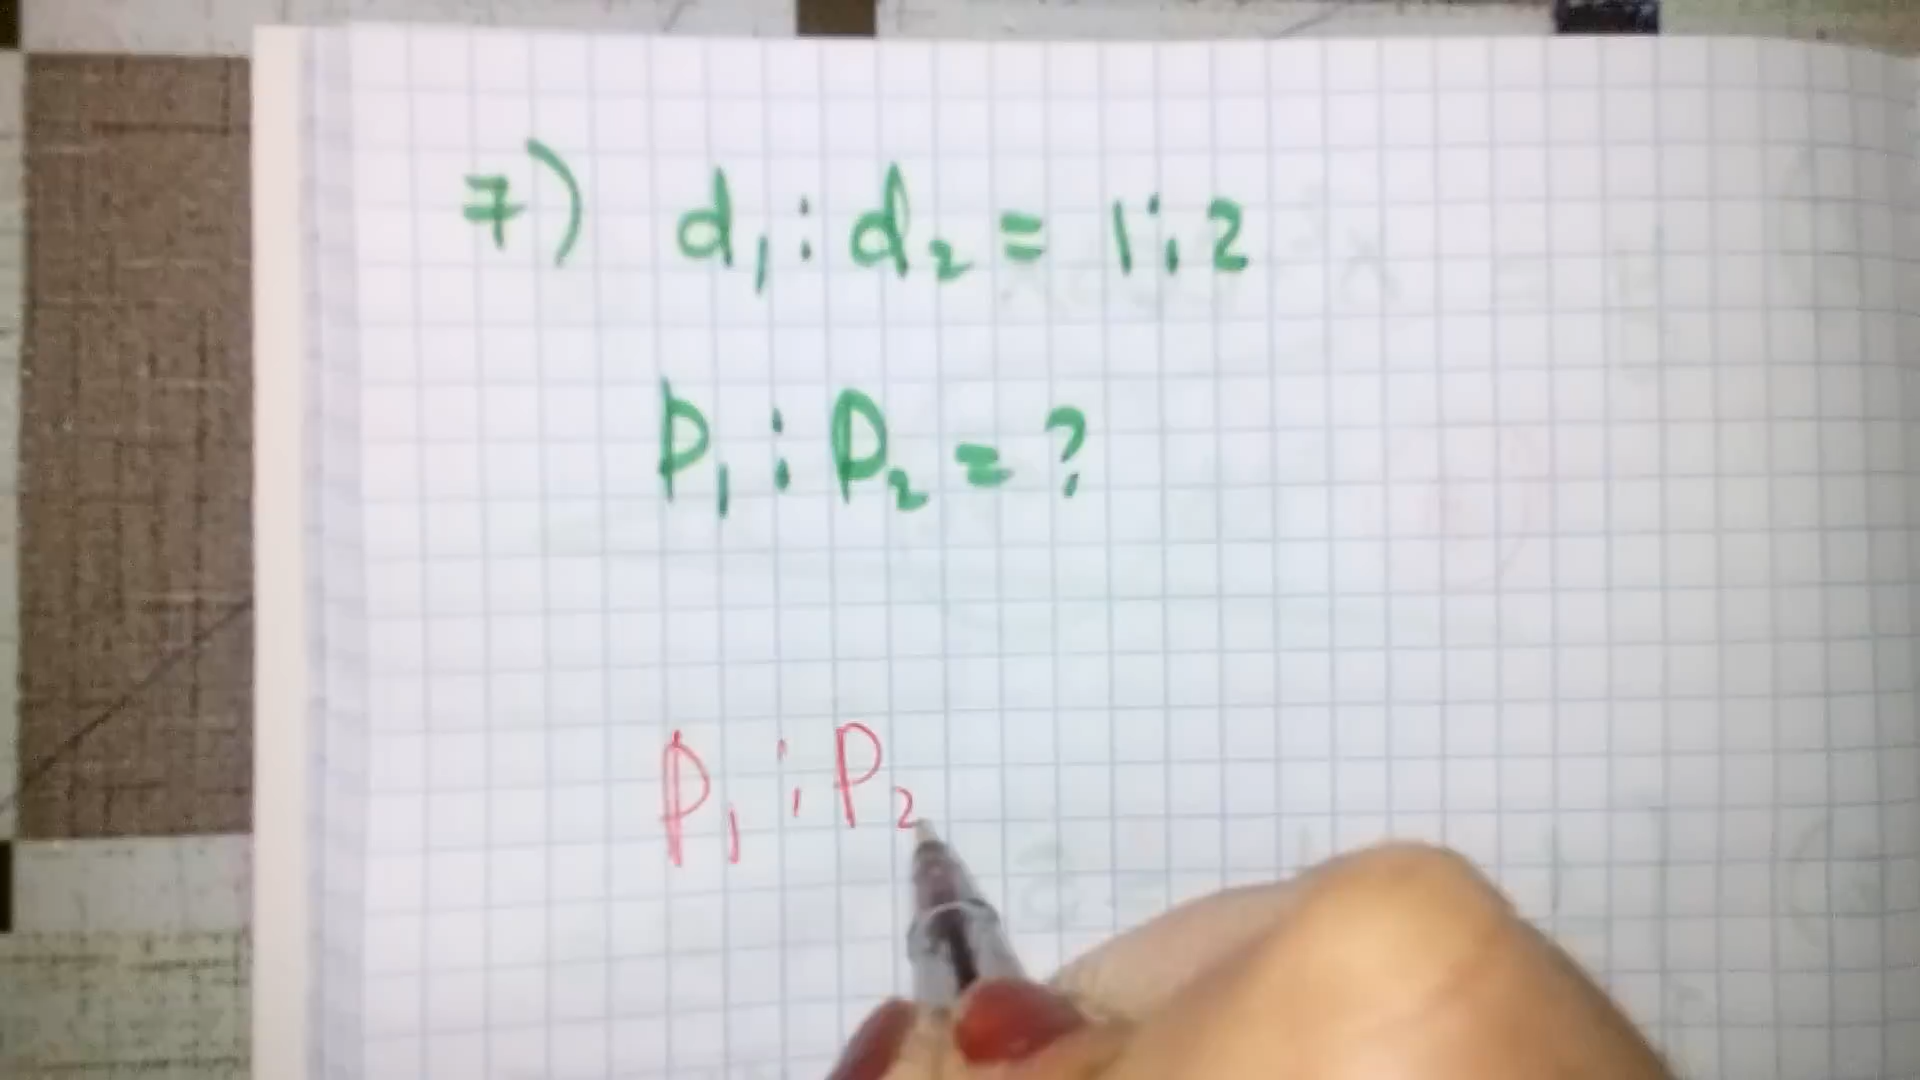 7) d₁ : d₂ = 1 : 2
P₁ : P₂ = ?
P₁ : P₂